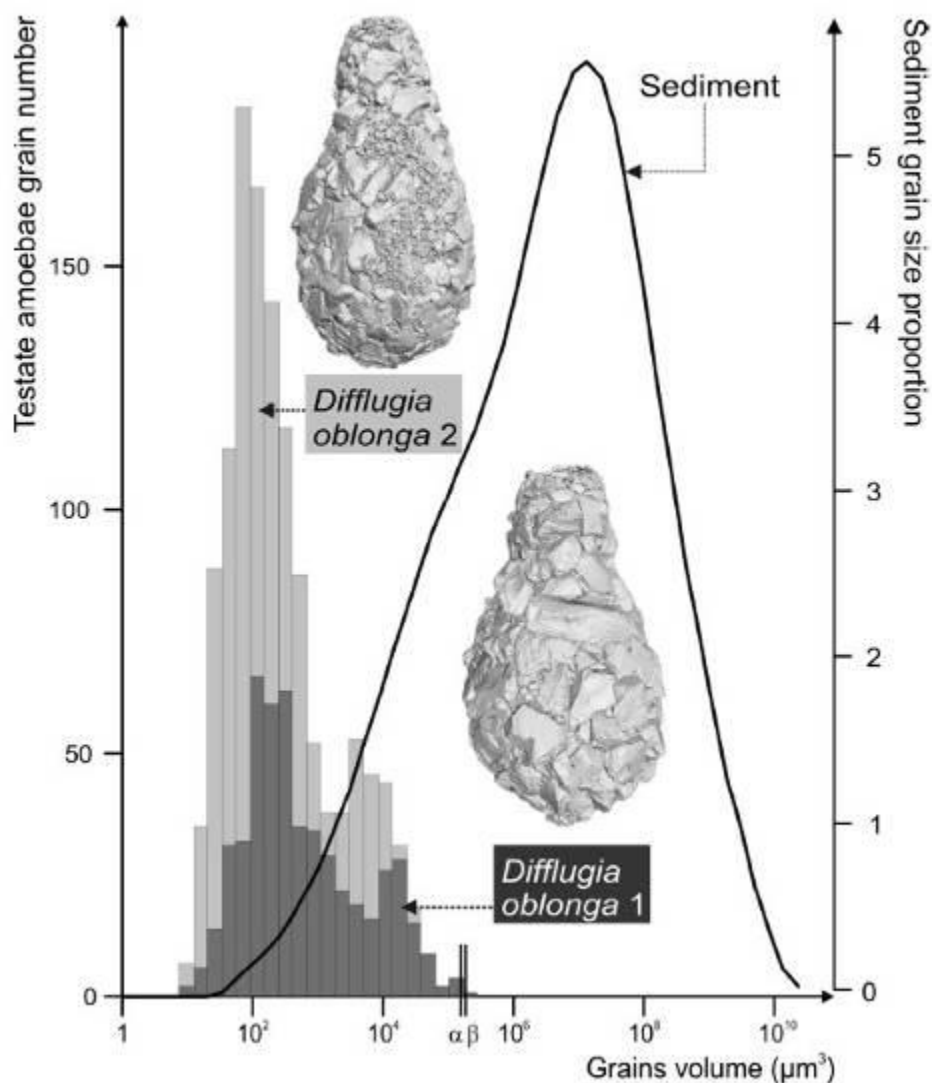 Testate amoebae grain number
Sediment grain size proportion
Sediment
Difflugia
oblonga 2
Difflugia
oblonga 1
150
100
50
0
5
4
3
2
1
0
1
10²
10⁴
α β
10⁶
10⁸
10¹⁰
Grains volume (µm³)